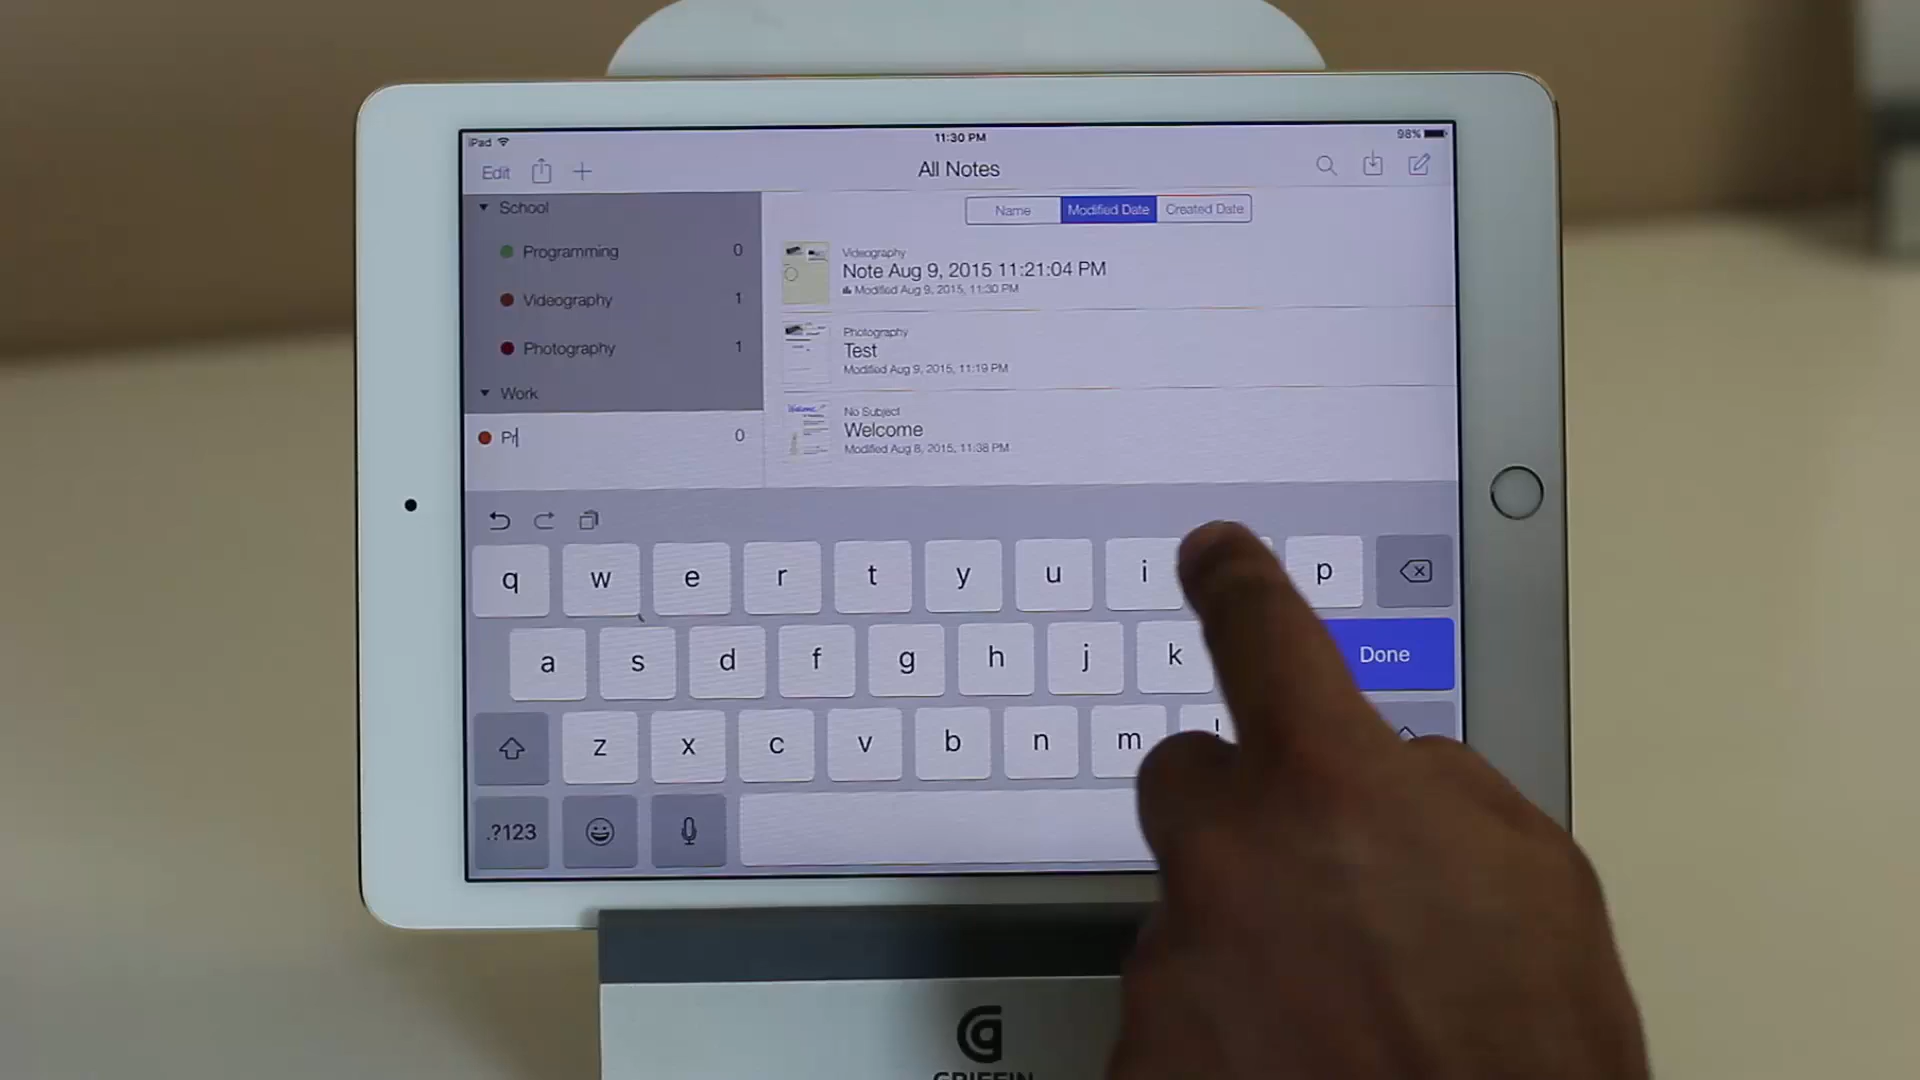 iPad 11:30 PM 98%
Edit All Notes
School
Programming 0
Videography 1
Photography 1
Work
Pr 0
Name Modified Date Created Date
Videography
Note Aug 9, 2015 11:21:04 PM
Modified Aug 9, 2015, 11:30 PM
Photography
Test
Modified Aug 9, 2015, 11:19 PM
No Subject
Welcome
Modified Aug 8, 2015, 11:38 PM
q w e r t y u i p
a s d f g h j k Done
z x c v b n m !
.?123
GRIFFIN